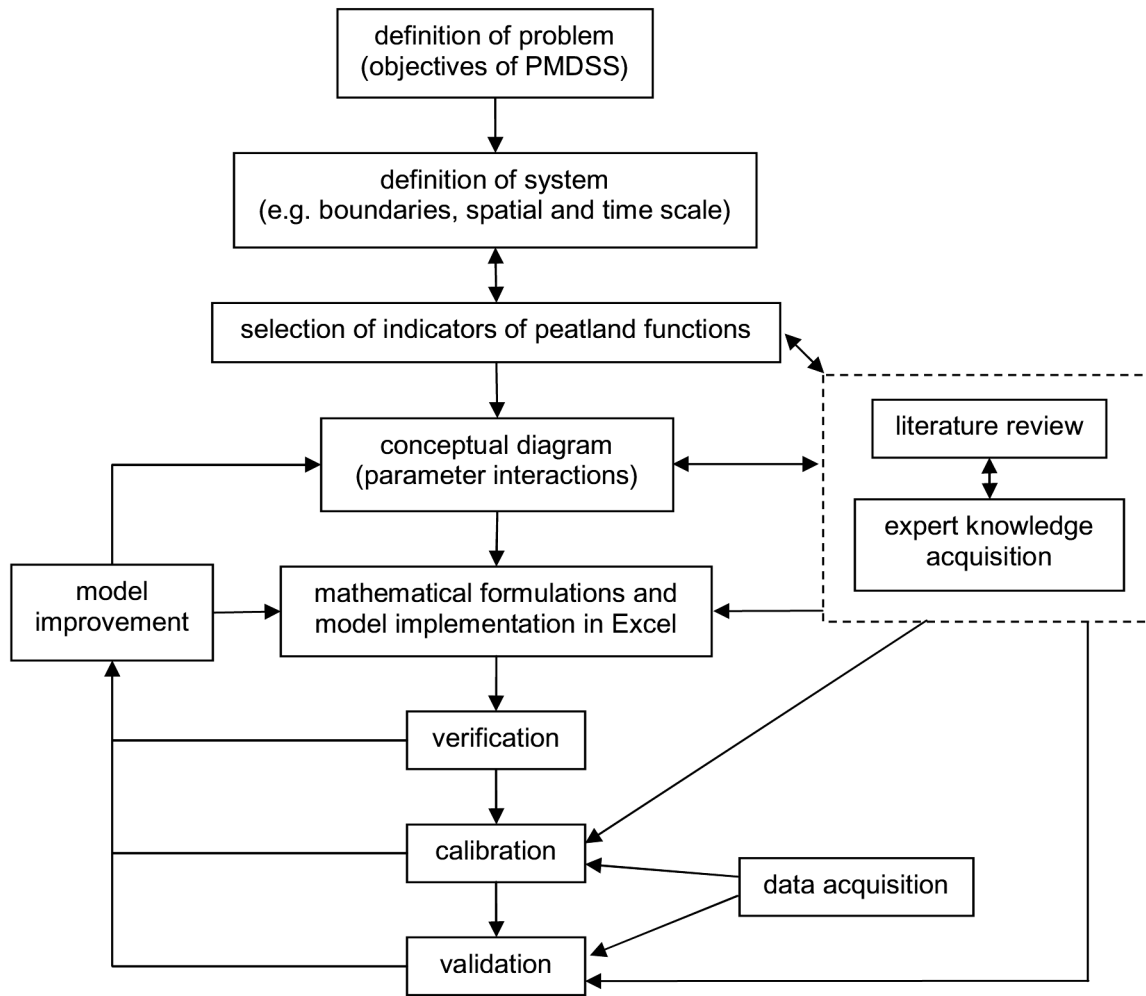 definition of problem
(objectives of PMDSS)
definition of system
(e.g. boundaries, spatial and time scale)
selection of indicators of peatland functions
conceptual diagram
(parameter interactions)
literature review
expert knowledge
acquisition
model
improvement
mathematical formulations and
model implementation in Excel
verification
calibration
data acquisition
validation